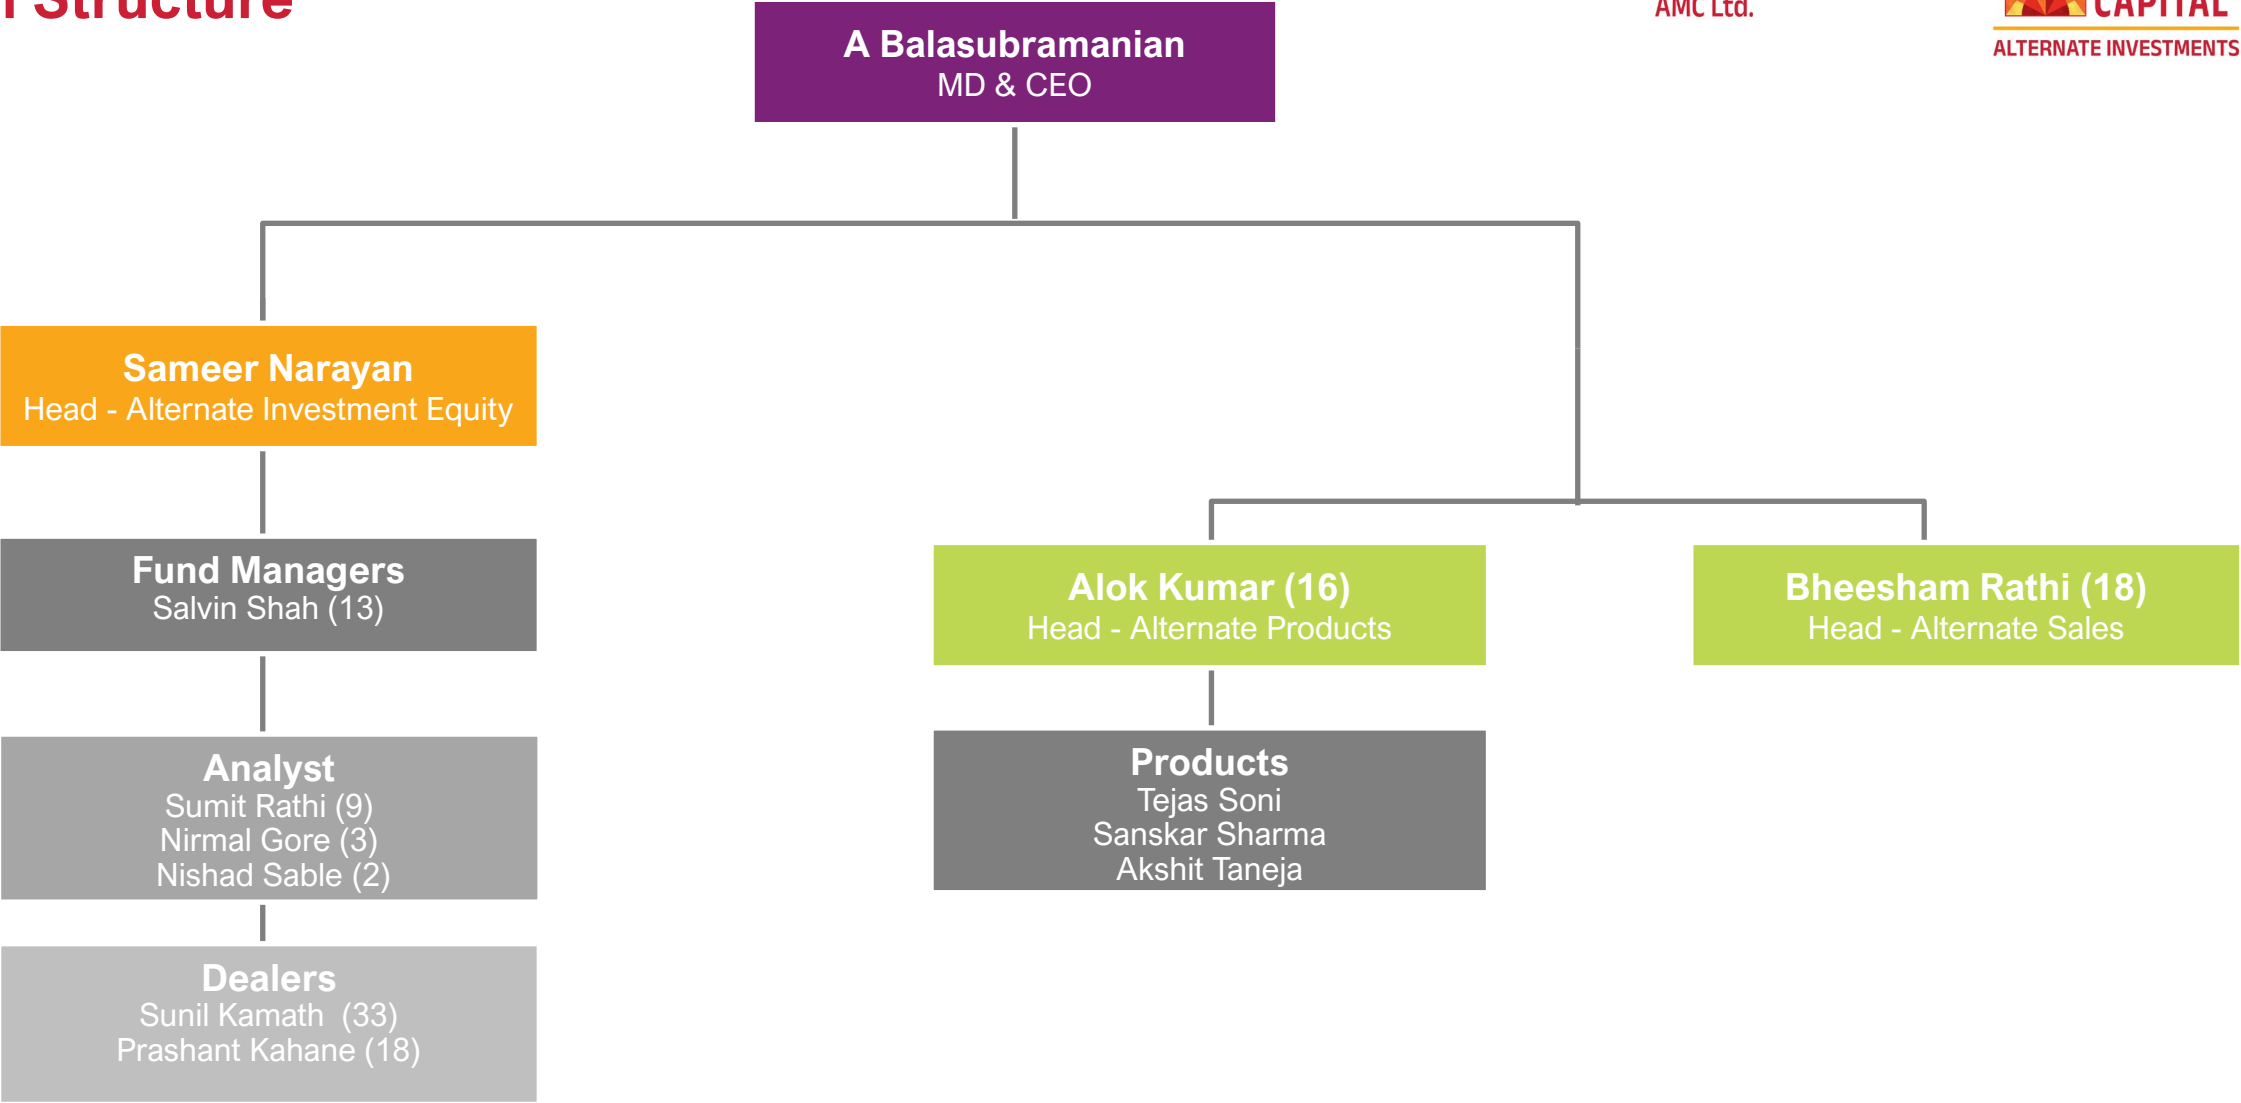 Structure
AMC Ltd.
CAPITAL
ALTERNATE INVESTMENTS
A Balasubramanian
MD & CEO
Sameer Narayan
Head - Alternate Investment Equity
Fund Managers
Salvin Shah (13)
Analyst
Sumit Rathi (9)
Nirmal Gore (3)
Nishad Sable (2)
Dealers
Sunil Kamath (33)
Prashant Kahane (18)
Alok Kumar (16)
Head - Alternate Products
Products
Tejas Soni
Sanskar Sharma
Akshit Taneja
Bheesham Rathi (18)
Head - Alternate Sales